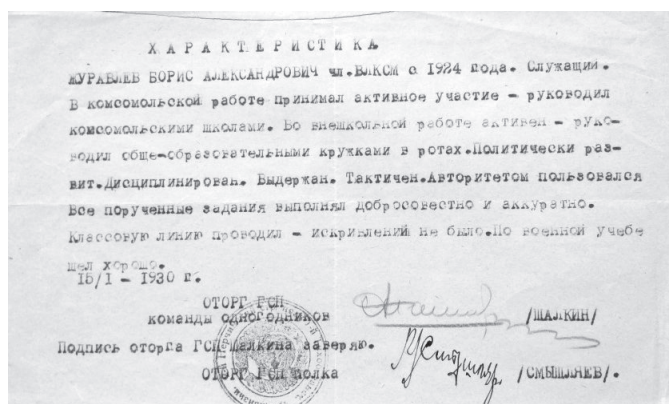 ХАРАКТЕРИСТИКА
ЖУРАВЛЕВ БОРИС АЛЕКСАНДРОВИЧ чл.ВЛКСМ с 1924 года. Служащий.
В комсомольской работе принимал активное участие – руководил
комсомольскими школами. Во внешкольной работе активен – руко-
водил обще-образовательными кружками в ротах.Политически раз-
вит.Дисциплинирован. Выдержан. Тактичен.Авторитетом пользовался
Все порученные задания выполнял добросовестно и аккуратно.
Классовую линию проводил – искривлений не было.По военной учебе
шел хорошо.
15/1 – 1930 г.
ОТОРГ ГСП
команды одногодников /ШАЛКИН/
Подпись оторга ГСП Шалкина заверяю.
ОТОРГ ГСП полка /СМЫШЛЯЕВ/.